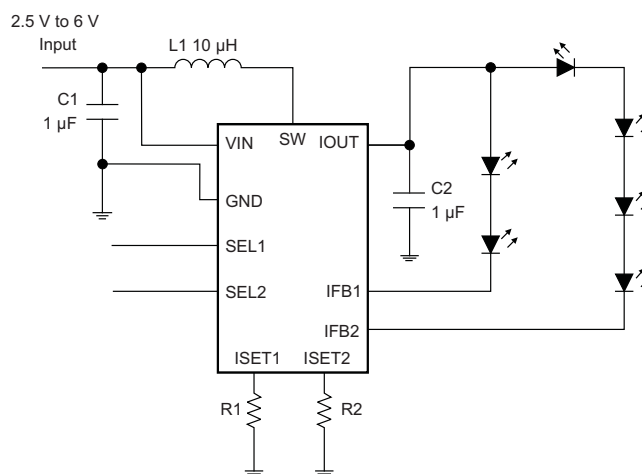 2.5 V to 6 V
Input
L1 10 µH
C1
1 µF
VIN
SW
IOUT
GND
C2
1 µF
SEL1
SEL2
IFB1
IFB2
ISET1
ISET2
R1
R2